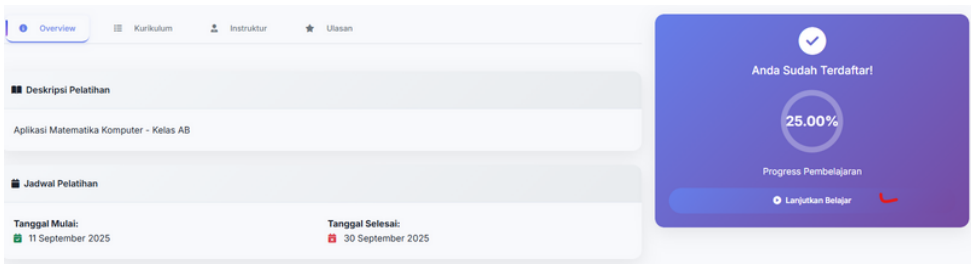 Overview Kurikulum Instruktur Ulasan
Deskripsi Pelatihan
Aplikasi Matematika Komputer - Kelas AB
Jadwal Pelatihan
Tanggal Mulai: Tanggal Selesai:
11 September 2025 30 September 2025
Anda Sudah Terdaftar!
25.00%
Progress Pembelajaran
Lanjutkan Belajar